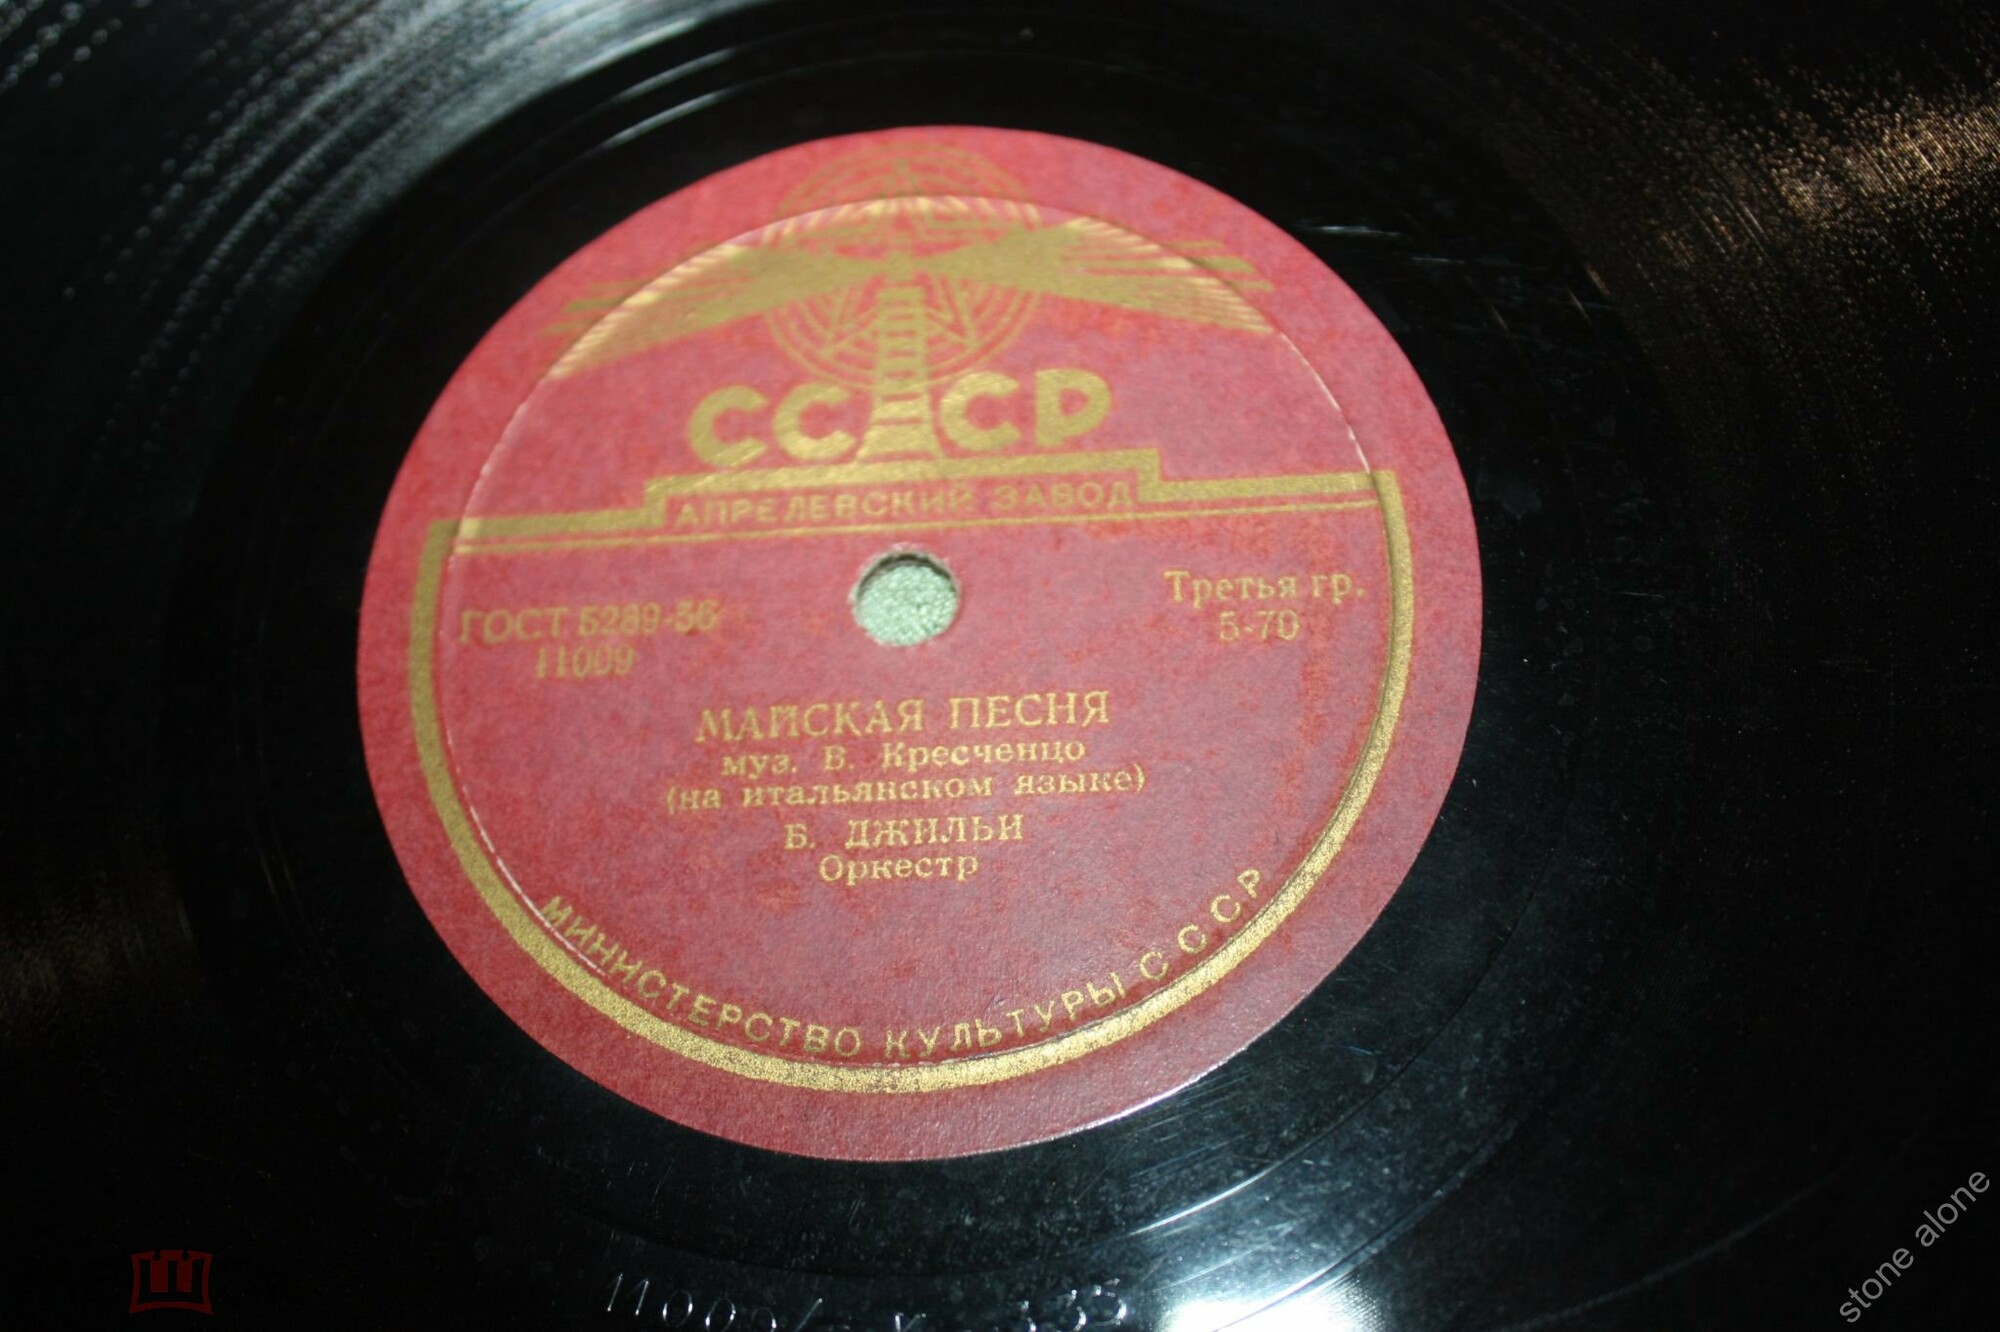 СССР
АПРЕЛЕВСКИЙ ЗАВОД
ГОСТ 5289-56
11009
Третья гр.
5-70
МАЙСКАЯ ПЕСНЯ
муз. В. Кресченцо
(на итальянском языке)
Б. ДЖИЛЬИ
Оркестр
МИНИСТЕРСТВО КУЛЬТУРЫ СССР
stone alone